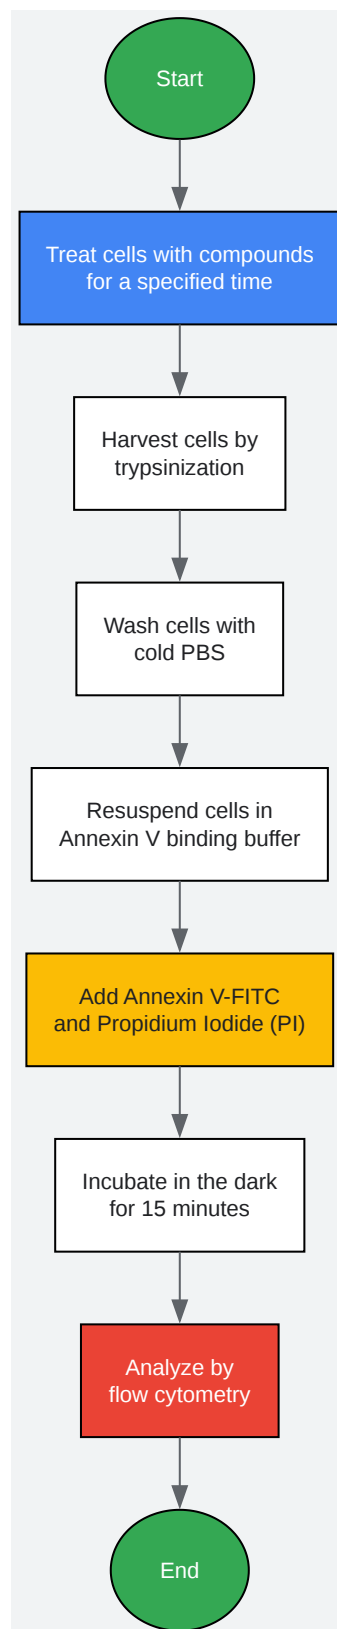 Start
Treat cells with compounds
for a specified time
Harvest cells by
trypsinization
Wash cells with
cold PBS
Resuspend cells in
Annexin V binding buffer
Add Annexin V-FITC
and Propidium Iodide (PI)
Incubate in the dark
for 15 minutes
Analyze by
flow cytometry
End